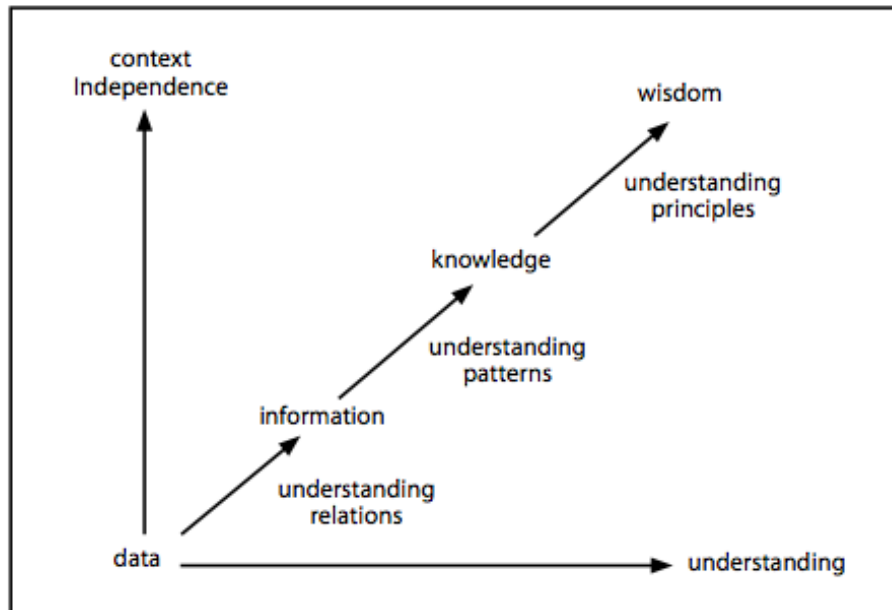 context
Independence
wisdom
understanding
principles
knowledge
understanding
patterns
information
understanding
relations
data
understanding